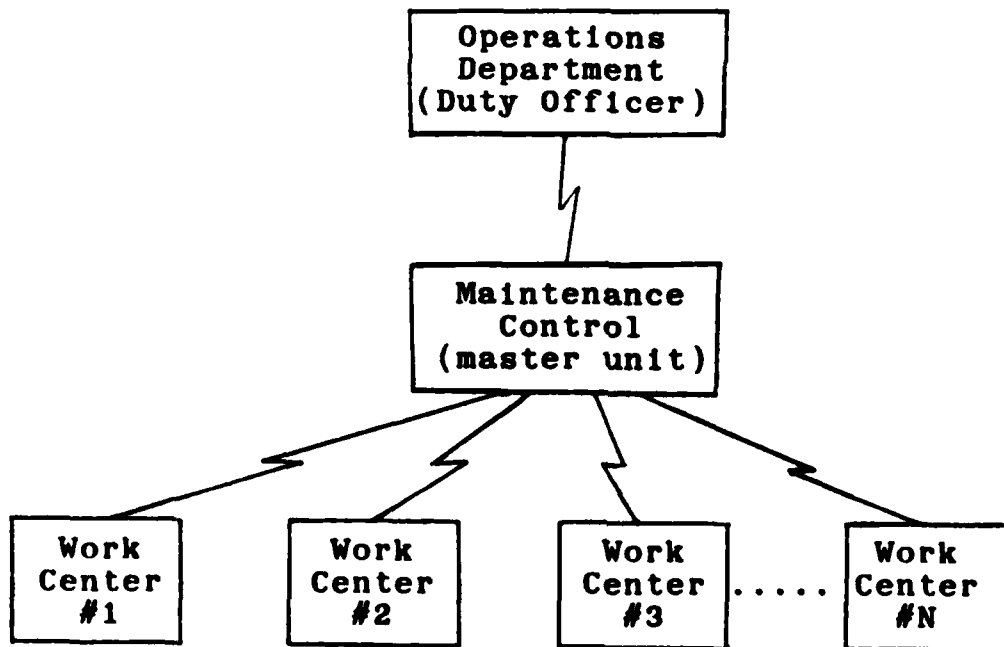 Operations
Department
(Duty Officer)
Maintenance
Control
(master unit)
Work
Center
#1
Work
Center
#2
Work
Center
#3
.....
Work
Center
#N